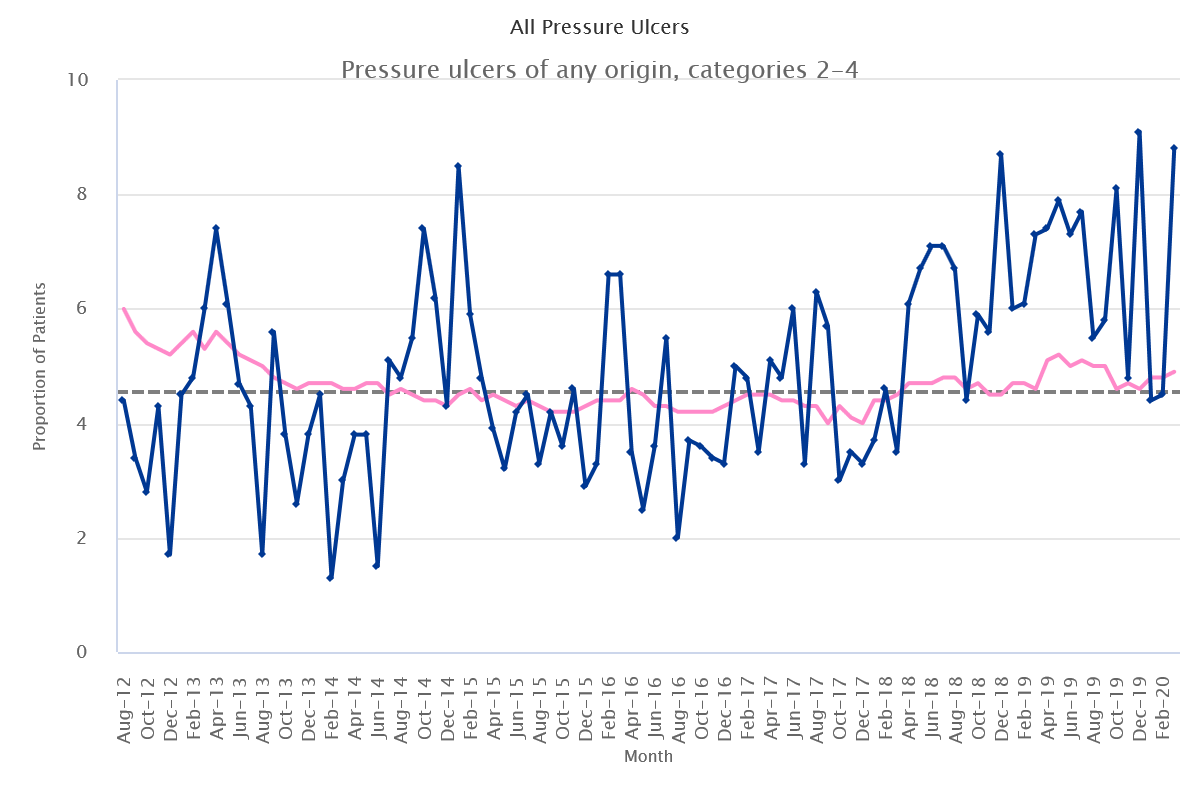 All Pressure Ulcers
Pressure ulcers of any origin, categories 2-4
10
8
6
4
2
0
Proportion of Patients
Aug-12
Oct-12
Dec-12
Feb-13
Apr-13
Jun-13
Aug-13
Oct-13
Dec-13
Feb-14
Apr-14
Jun-14
Aug-14
Oct-14
Dec-14
Feb-15
Apr-15
Jun-15
Aug-15
Oct-15
Dec-15
Feb-16
Apr-16
Jun-16
Aug-16
Oct-16
Dec-16
Feb-17
Apr-17
Jun-17
Aug-17
Oct-17
Dec-17
Feb-18
Apr-18
Jun-18
Aug-18
Oct-18
Dec-18
Feb-19
Apr-19
Jun-19
Aug-19
Oct-19
Dec-19
Feb-20
Month